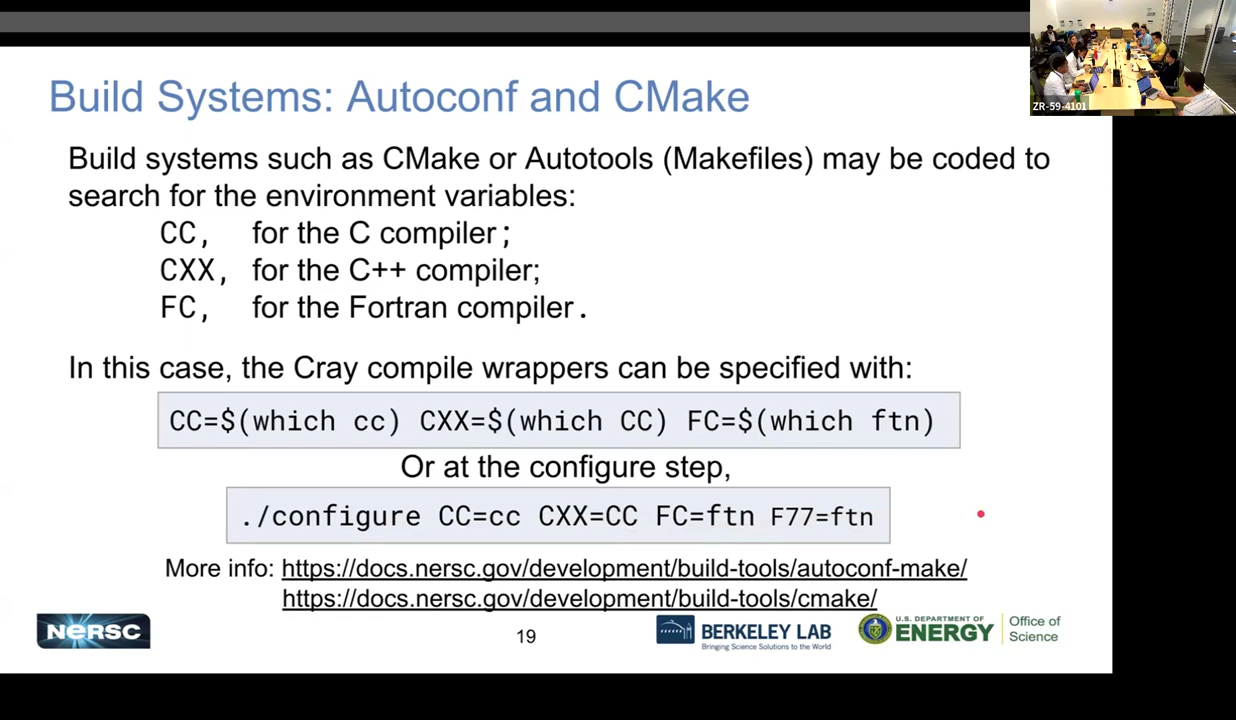 ZR-59-4101
Build Systems: Autoconf and CMake
Build systems such as CMake or Autotools (Makefiles) may be coded to
search for the environment variables:
CC, for the C compiler;
CXX, for the C++ compiler;
FC, for the Fortran compiler.
In this case, the Cray compile wrappers can be specified with:
CC=$(which cc) CXX=$(which CC) FC=$(which ftn)
Or at the configure step,
./configure CC=cc CXX=CC FC=ftn F77=ftn
More info: https://docs.nersc.gov/development/build-tools/autoconf-make/
https://docs.nersc.gov/development/build-tools/cmake/
NERSC
19
BERKELEY LAB
Bringing Science Solutions to the World
U.S. DEPARTMENT OF
ENERGY
Office of
Science